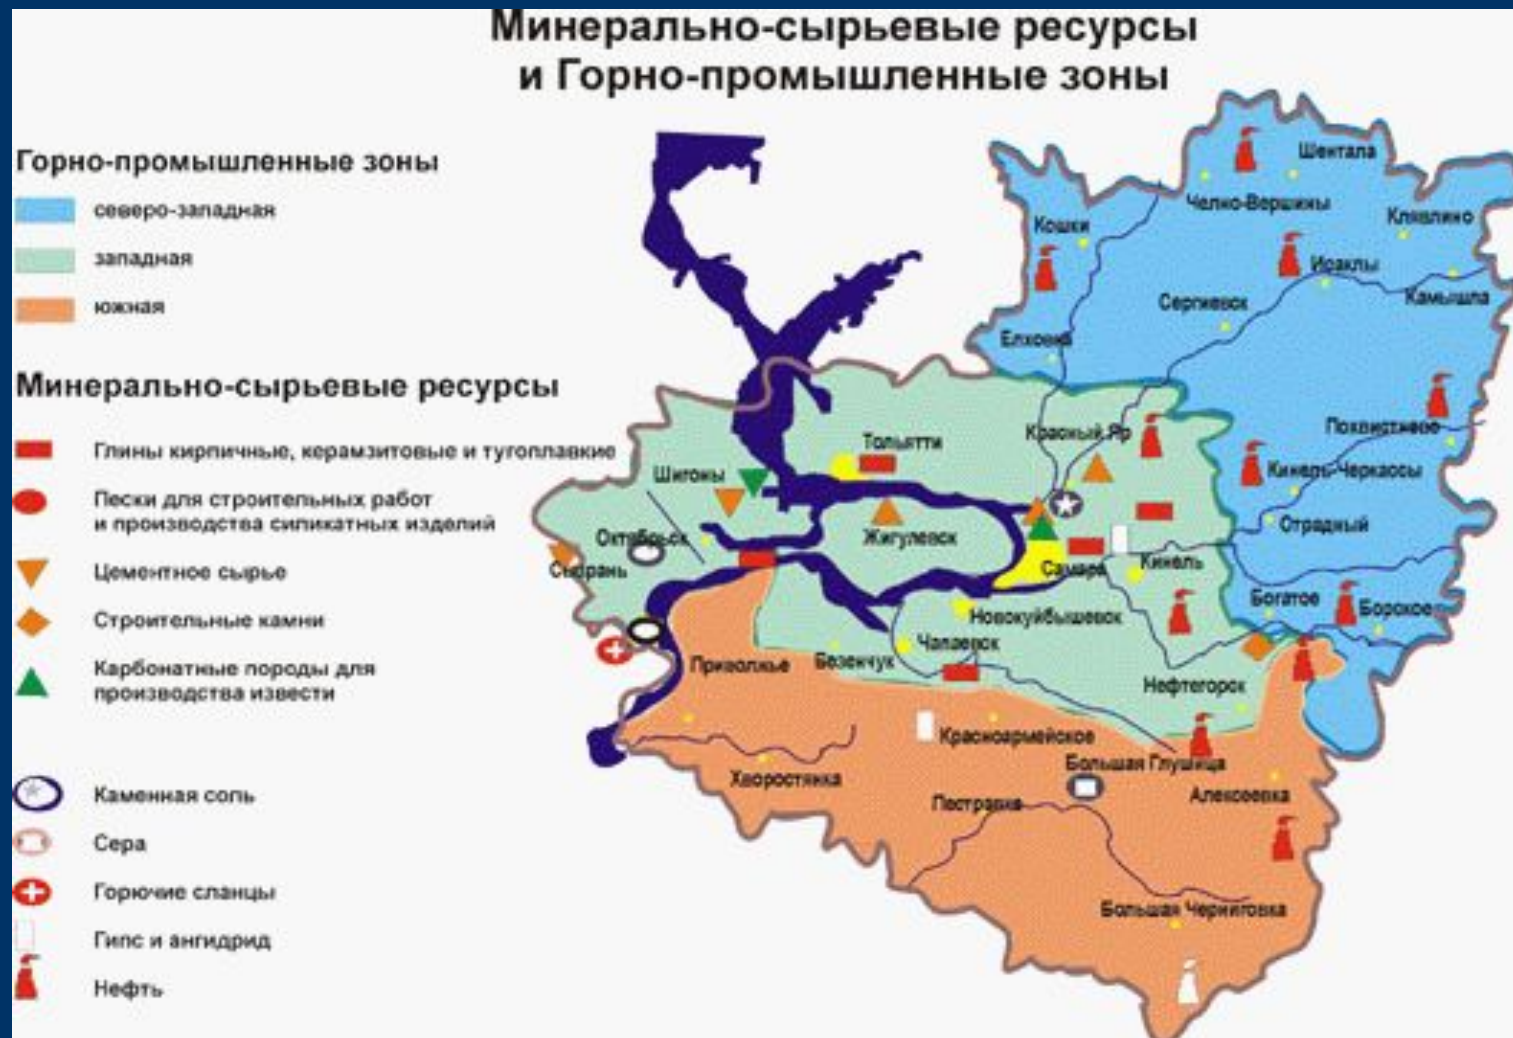 Минерально-сырьевые ресурсы
и Горно-промышленные зоны
Горно-промышленные зоны
северо-западная
западная
южная
Минерально-сырьевые ресурсы
Глины кирпичные, керамзитовые и тугоплавкие
Пески для строительных работ
и производства силикатных изделий
Цементное сырье
Строительные камни
Карбонатные породы для
производства извести
Каменная соль
Сера
Горючие сланцы
Гипс и ангидрид
Нефть
Шентала
Челно-Вершины
Клявлино
Кошки
Исаклы
Камышла
Сергиевск
Елховка
Похвистнево
Красный Яр
Тольятти
Кинель-Черкассы
Шигоны
Отрадный
Октябрьск
Жигулевск
Сызрань
Самара
Кинель
Богатое
Борское
Новокуйбышевск
Чапаевск
Безенчук
Приволжье
Нефтегорск
Красноармейское
Большая Глушица
Хворостянка
Алексеевка
Пестравка
Большая Черниговка